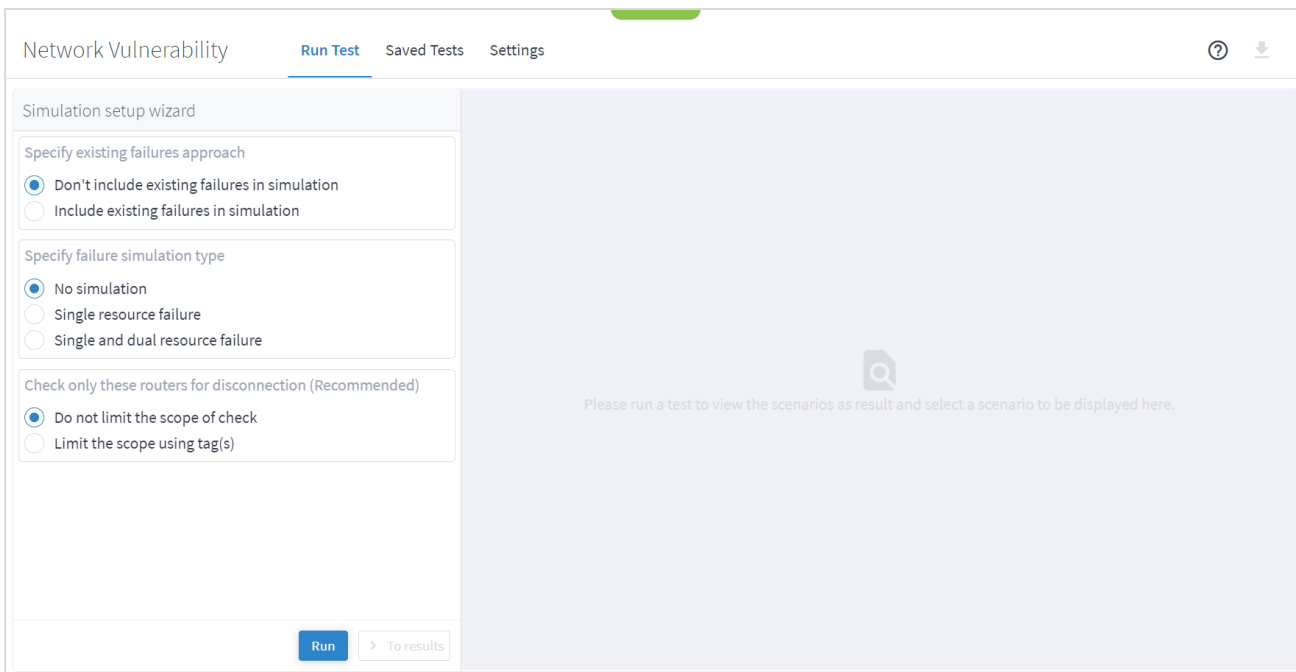 Network Vulnerability
Run Test
Saved Tests
Settings
Simulation setup wizard
Specify existing failures approach
Don't include existing failures in simulation
Include existing failures in simulation
Specify failure simulation type
No simulation
Single resource failure
Single and dual resource failure
Check only these routers for disconnection (Recommended)
Do not limit the scope of check
Limit the scope using tag(s)
Run
To results
Please run a test to view the scenarios as result and select a scenario to be displayed here.